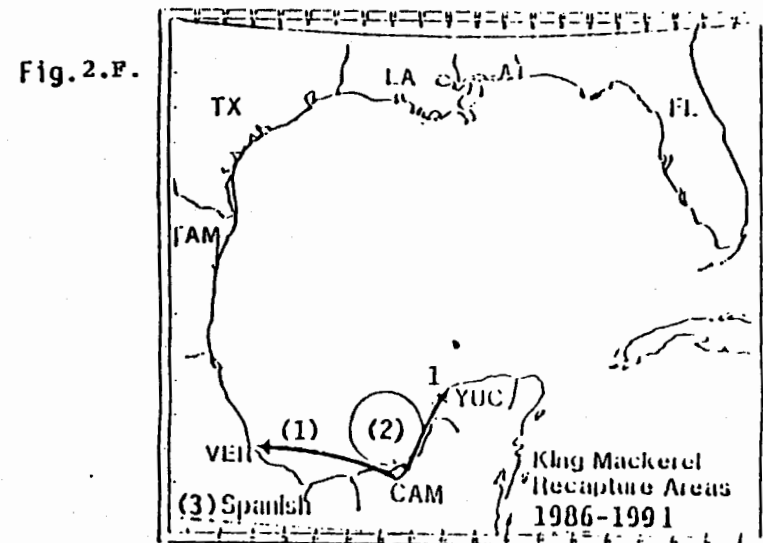 Fig.2.F.
LA
AL
TX
FL
TAM
1
YUC
(1)
(2)
VER
CAM
King Mackerel
Recapture Areas
1986-1991
(3) Spanish